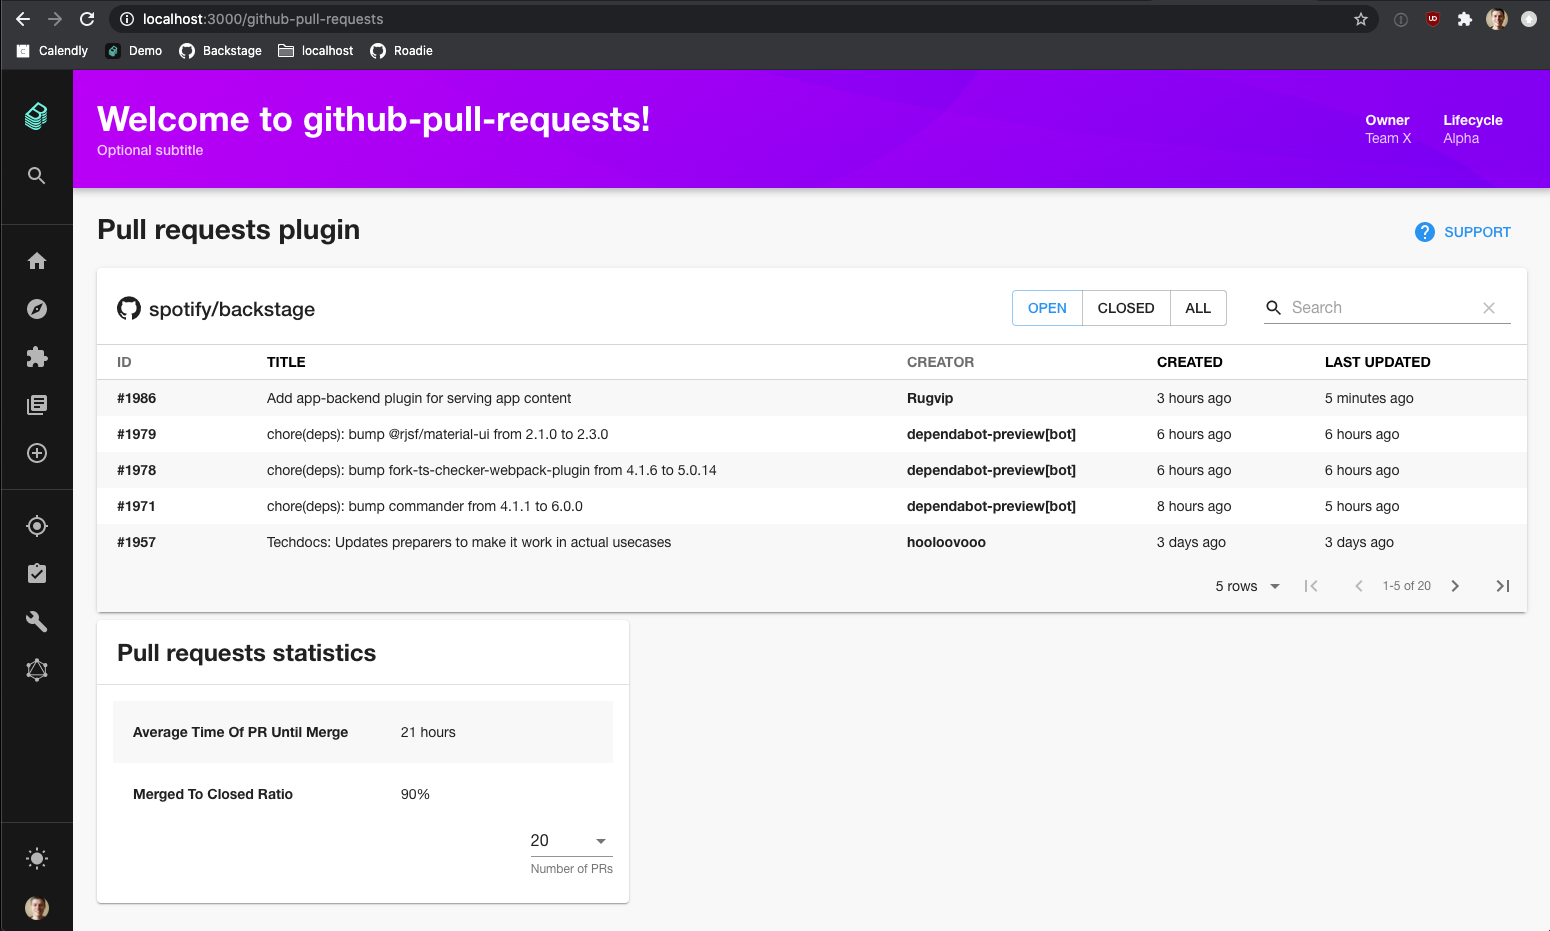 localhost:3000/github-pull-requests
Calendly Demo Backstage localhost Roadie
Welcome to github-pull-requests!
Optional subtitle
Owner Lifecycle
Team X Alpha
Pull requests plugin
SUPPORT
spotify/backstage
OPEN CLOSED ALL
Search
ID TITLE CREATOR CREATED LAST UPDATED
#1986 Add app-backend plugin for serving app content Rugvip 3 hours ago 5 minutes ago
#1979 chore(deps): bump @rjsf/material-ui from 2.1.0 to 2.3.0 dependabot-preview[bot] 6 hours ago 6 hours ago
#1978 chore(deps): bump fork-ts-checker-webpack-plugin from 4.1.6 to 5.0.14 dependabot-preview[bot] 6 hours ago 6 hours ago
#1971 chore(deps): bump commander from 4.1.1 to 6.0.0 dependabot-preview[bot] 8 hours ago 5 hours ago
#1957 Techdocs: Updates preparers to make it work in actual usecases hooloovooo 3 days ago 3 days ago
5 rows 1-5 of 20
Pull requests statistics
Average Time Of PR Until Merge 21 hours
Merged To Closed Ratio 90%
20
Number of PRs